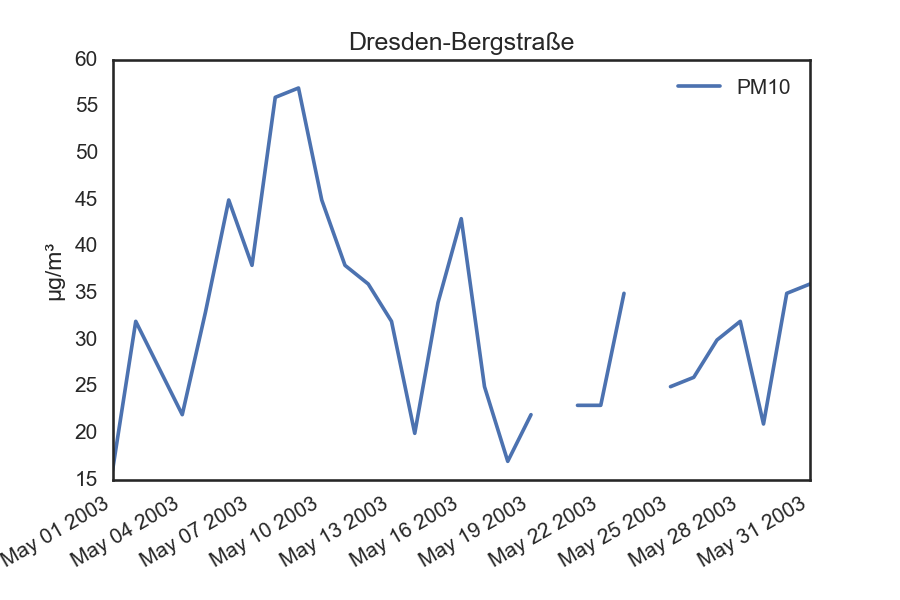 Dresden-Bergstraße
60
55
50
45
40
35
30
25
20
15
µg/m³
PM10
May 01 2003
May 04 2003
May 07 2003
May 10 2003
May 13 2003
May 16 2003
May 19 2003
May 22 2003
May 25 2003
May 28 2003
May 31 2003